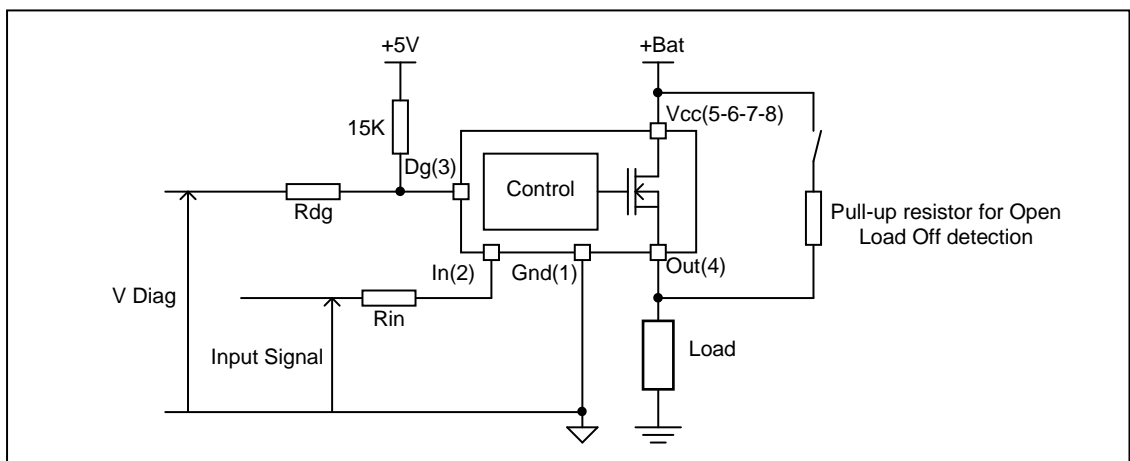 +5V
+Bat
Vcc(5-6-7-8)
15K
Dg(3)
Control
Rdg
Pull-up resistor for Open
Load Off detection
In(2)
Gnd(1)
Out(4)
V Diag
Rin
Input Signal
Load